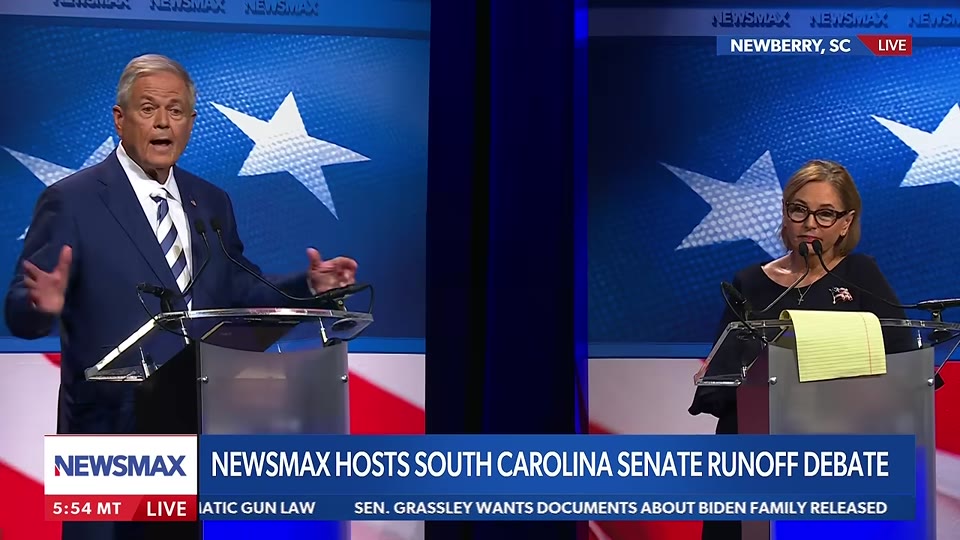 NEWSMAX
NEWSMAX
NEWSMAX
NEWSMAX
NEWSMAX
NEWBERRY, SC
LIVE
NEWSMAX
NEWSMAX HOSTS SOUTH CAROLINA SENATE RUNOFF DEBATE
5:54 MT
LIVE
ATIC GUN LAW
SEN. GRASSLEY WANTS DOCUMENTS ABOUT BIDEN FAMILY RELEASED